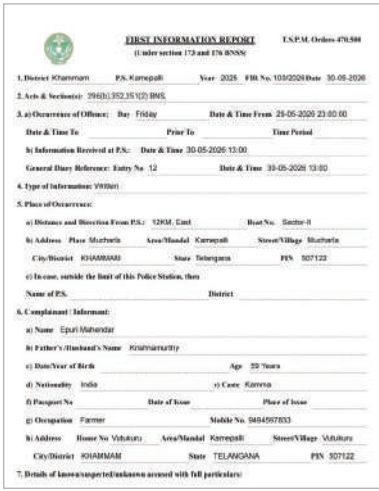 FIRST INFORMATION REPORT T.S.P.M. Orders 470,500
(Under section 173 and 176 BNSS)
1. District Khammam P.S. Kamepalli Year 2025 FIR No. 103/2025 Date 30-05-2025
2. Acts & Section(s): 296(b),352,351(2) BNS,
3. a) Occurrence of Offence: Day Friday Date & Time From 29-05-2025 23:00:00
Date & Time To Prior To Time Period
b) Information Received at P.S.: Date & Time 30-05-2025 13:00
General Diary Reference: Entry No 12 Date & Time 30-05-2025 13:00
4. Type of Information: Written
5. Place of Occurrence:
a) Distance and Direction From P.S.: 12KM, East Beat No. Sector-II
b) Address Place Mucharla Area/Mandal Kamepalli Street/Village Mucharla
City/District KHAMMAM State Telangana PIN 507122
c) In case, outside the limit of this Police Station, then
Name of P.S. District
6. Complainant / Informant:
a) Name Epuri Mahendar
b) Father's /Husband's Name Krishnamurthy
c) Date/Year of Birth Age 59 Years
d) Nationality India e) Caste Kamma
f) Passport No Date of Issue Place of Issue
g) Occupation Farmer Mobile No. 9494597833
h) Address House No Vutukuru Area/Mandal Kamepalli Street/Village Vutukuru
City/District KHAMMAM State TELANGANA PIN 507122
7. Details of known/suspected/unknown accused with full particulars: